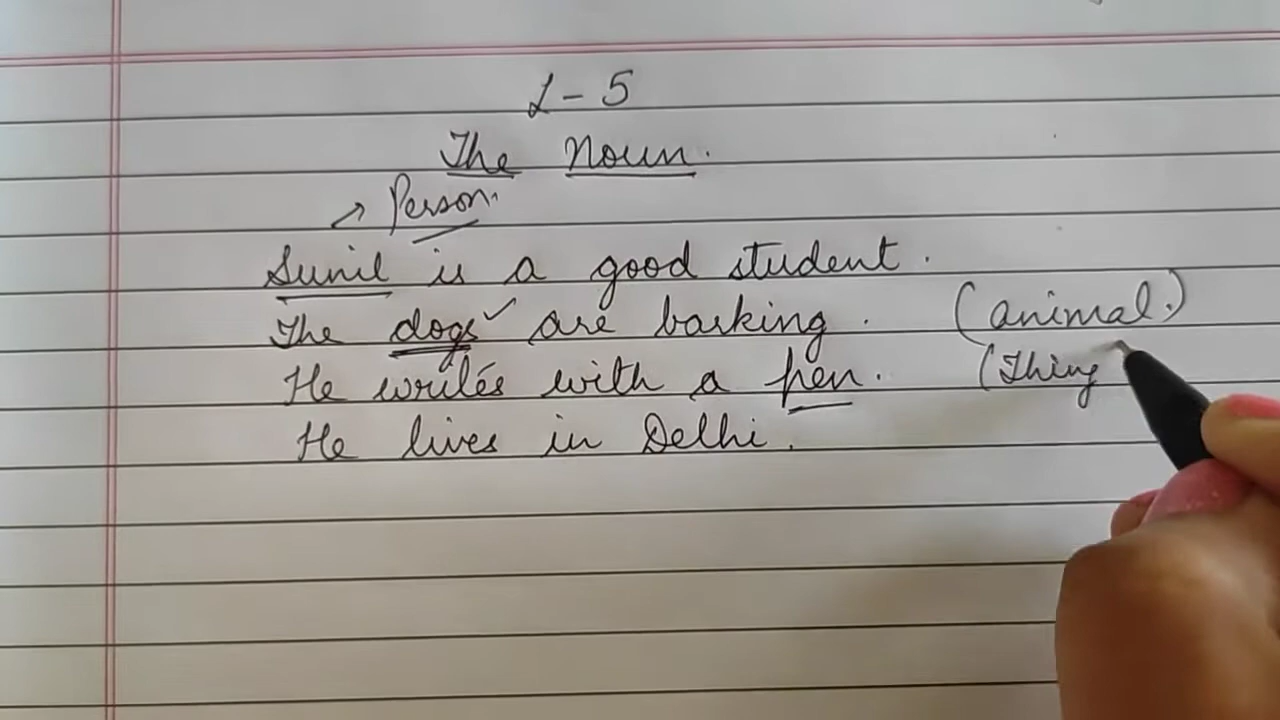 L-5
The Noun.
→ Person.
Sunil is a good student.
The dogs✓ are barking. (animal.)
He writes with a pen. (Thing
He lives in Delhi.